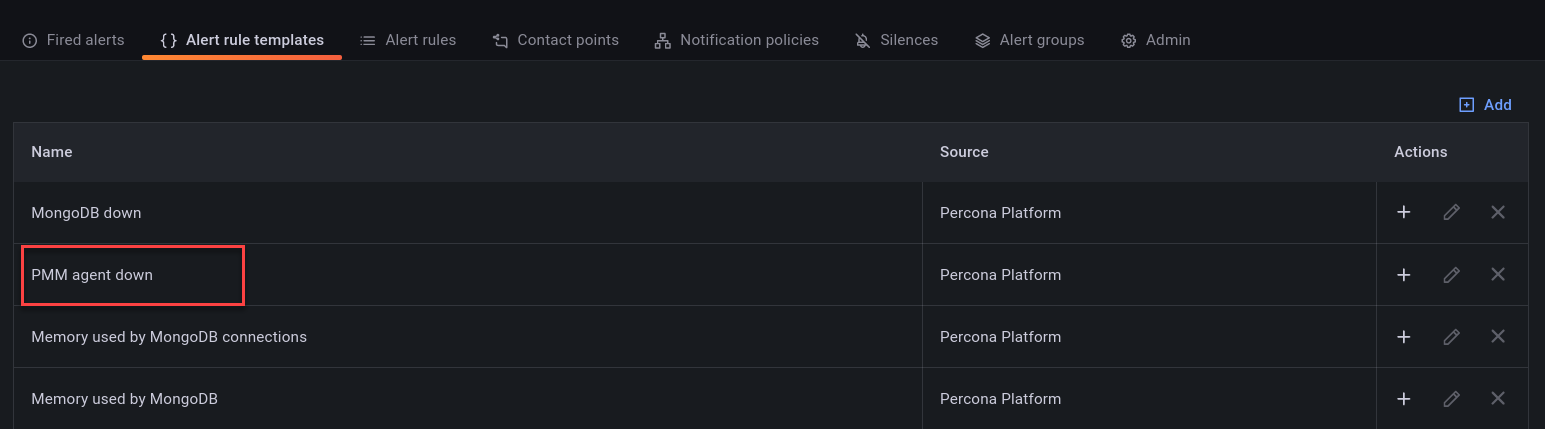 Fired alerts Alert rule templates Alert rules Contact points Notification policies Silences Alert groups Admin
Add
Name Source Actions
MongoDB down Percona Platform
PMM agent down Percona Platform
Memory used by MongoDB connections Percona Platform
Memory used by MongoDB Percona Platform